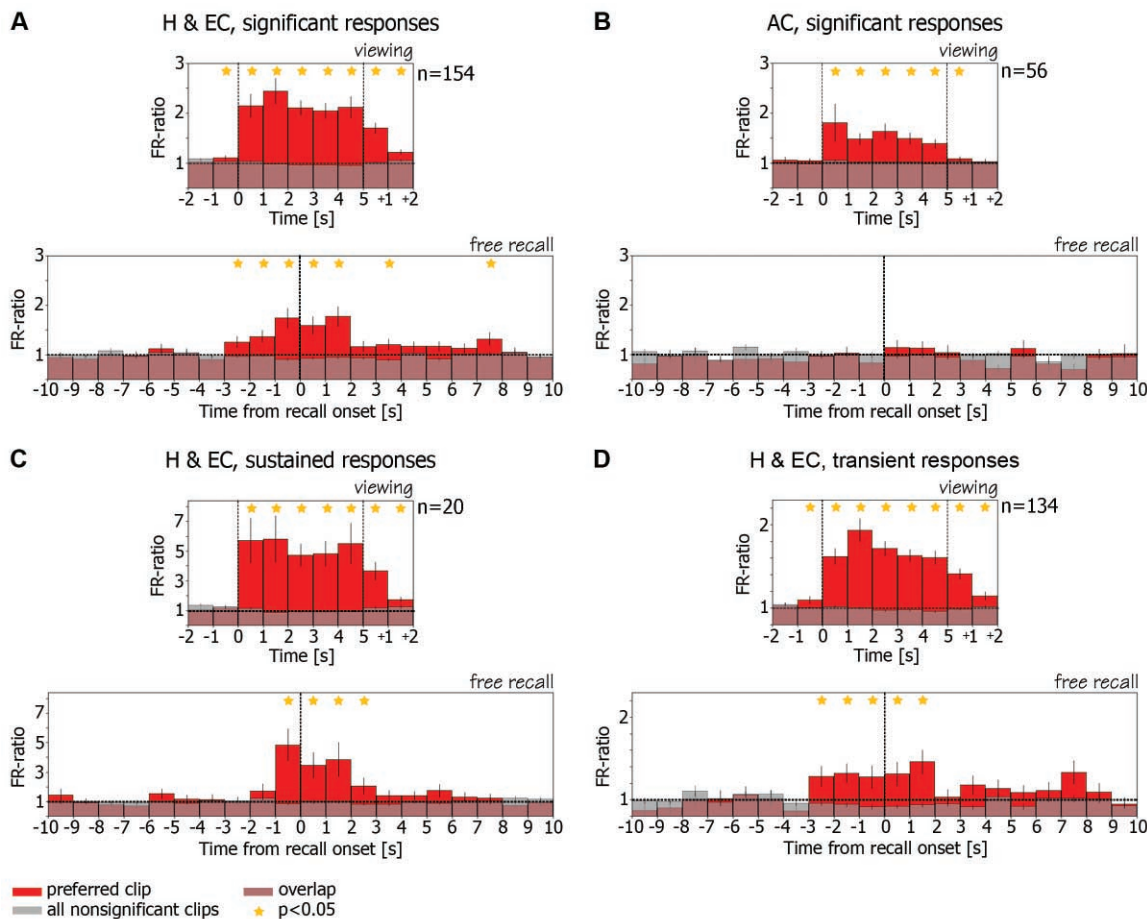 A
H & EC, significant responses
viewing
n=154
FR-ratio
3
2
1
-2 -1 0 1 2 3 4 5 +1 +2
Time [s]
free recall
FR-ratio
3
2
1
-10 -9 -8 -7 -6 -5 -4 -3 -2 -1 0 1 2 3 4 5 6 7 8 9 10
Time from recall onset [s]
B
AC, significant responses
viewing
n=56
FR-ratio
3
2
1
-2 -1 0 1 2 3 4 5 +1 +2
Time [s]
free recall
FR-ratio
3
2
1
-10 -9 -8 -7 -6 -5 -4 -3 -2 -1 0 1 2 3 4 5 6 7 8 9 10
Time from recall onset [s]
C
H & EC, sustained responses
viewing
n=20
FR-ratio
7
5
3
1
-2 -1 0 1 2 3 4 5 +1 +2
Time [s]
free recall
FR-ratio
7
5
3
1
-10 -9 -8 -7 -6 -5 -4 -3 -2 -1 0 1 2 3 4 5 6 7 8 9 10
Time from recall onset [s]
D
H & EC, transient responses
viewing
n=134
FR-ratio
2
1
-2 -1 0 1 2 3 4 5 +1 +2
Time [s]
free recall
FR-ratio
2
1
-10 -9 -8 -7 -6 -5 -4 -3 -2 -1 0 1 2 3 4 5 6 7 8 9 10
Time from recall onset [s]
preferred clip
overlap
all nonsignificant clips
p<0.05